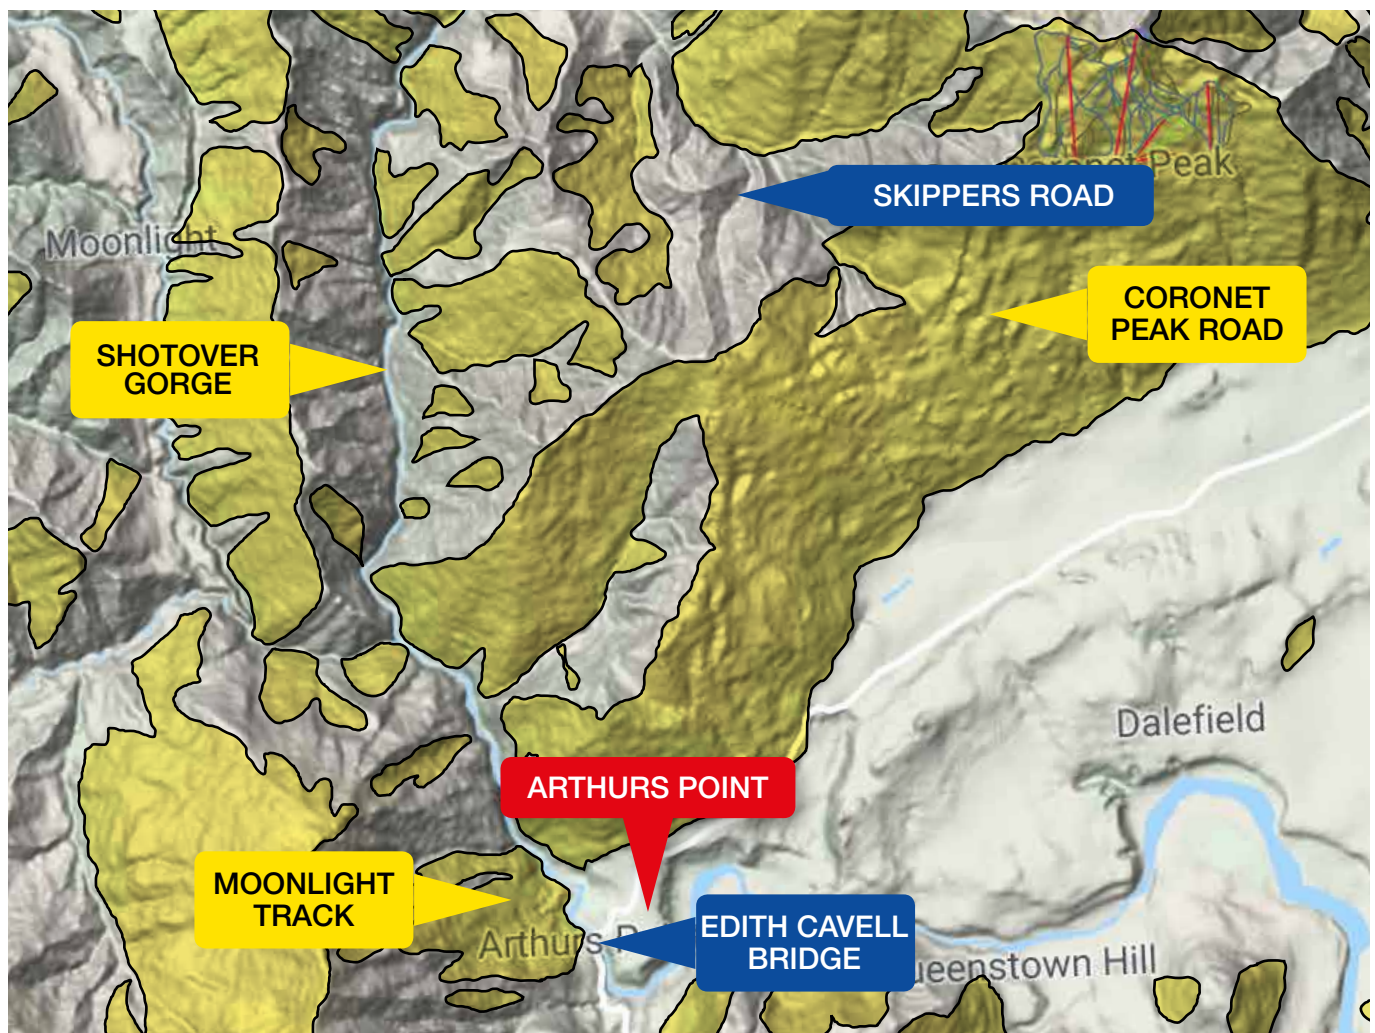 Peak
SKIPPERS ROAD
Moonlight
CORONET
PEAK ROAD
SHOTOVER
GORGE
Dalefield
ARTHURS POINT
MOONLIGHT
TRACK
Arthurs
EDITH CAVELL
BRIDGE
ueenstown Hill